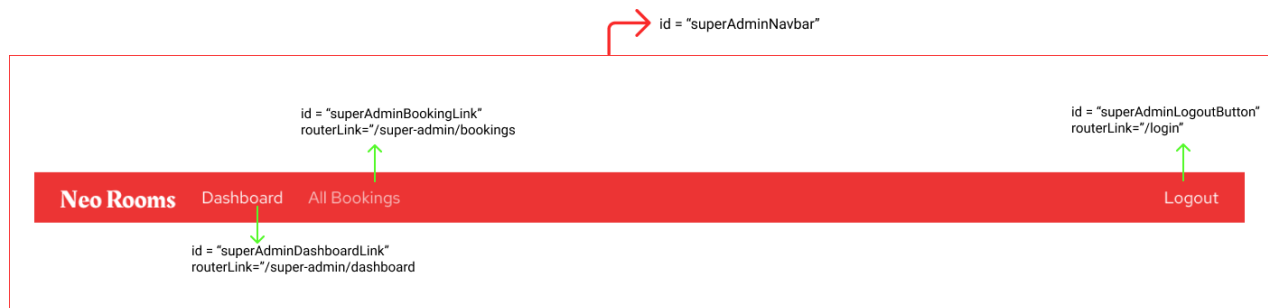 id = “superAdminNavbar”
id = “superAdminBookingLink”
routerLink=”/super-admin/bookings
id = “superAdminLogoutButton”
routerLink=”/login”
Neo Rooms Dashboard All Bookings Logout
id = “superAdminDashboardLink”
routerLink=”/super-admin/dashboard